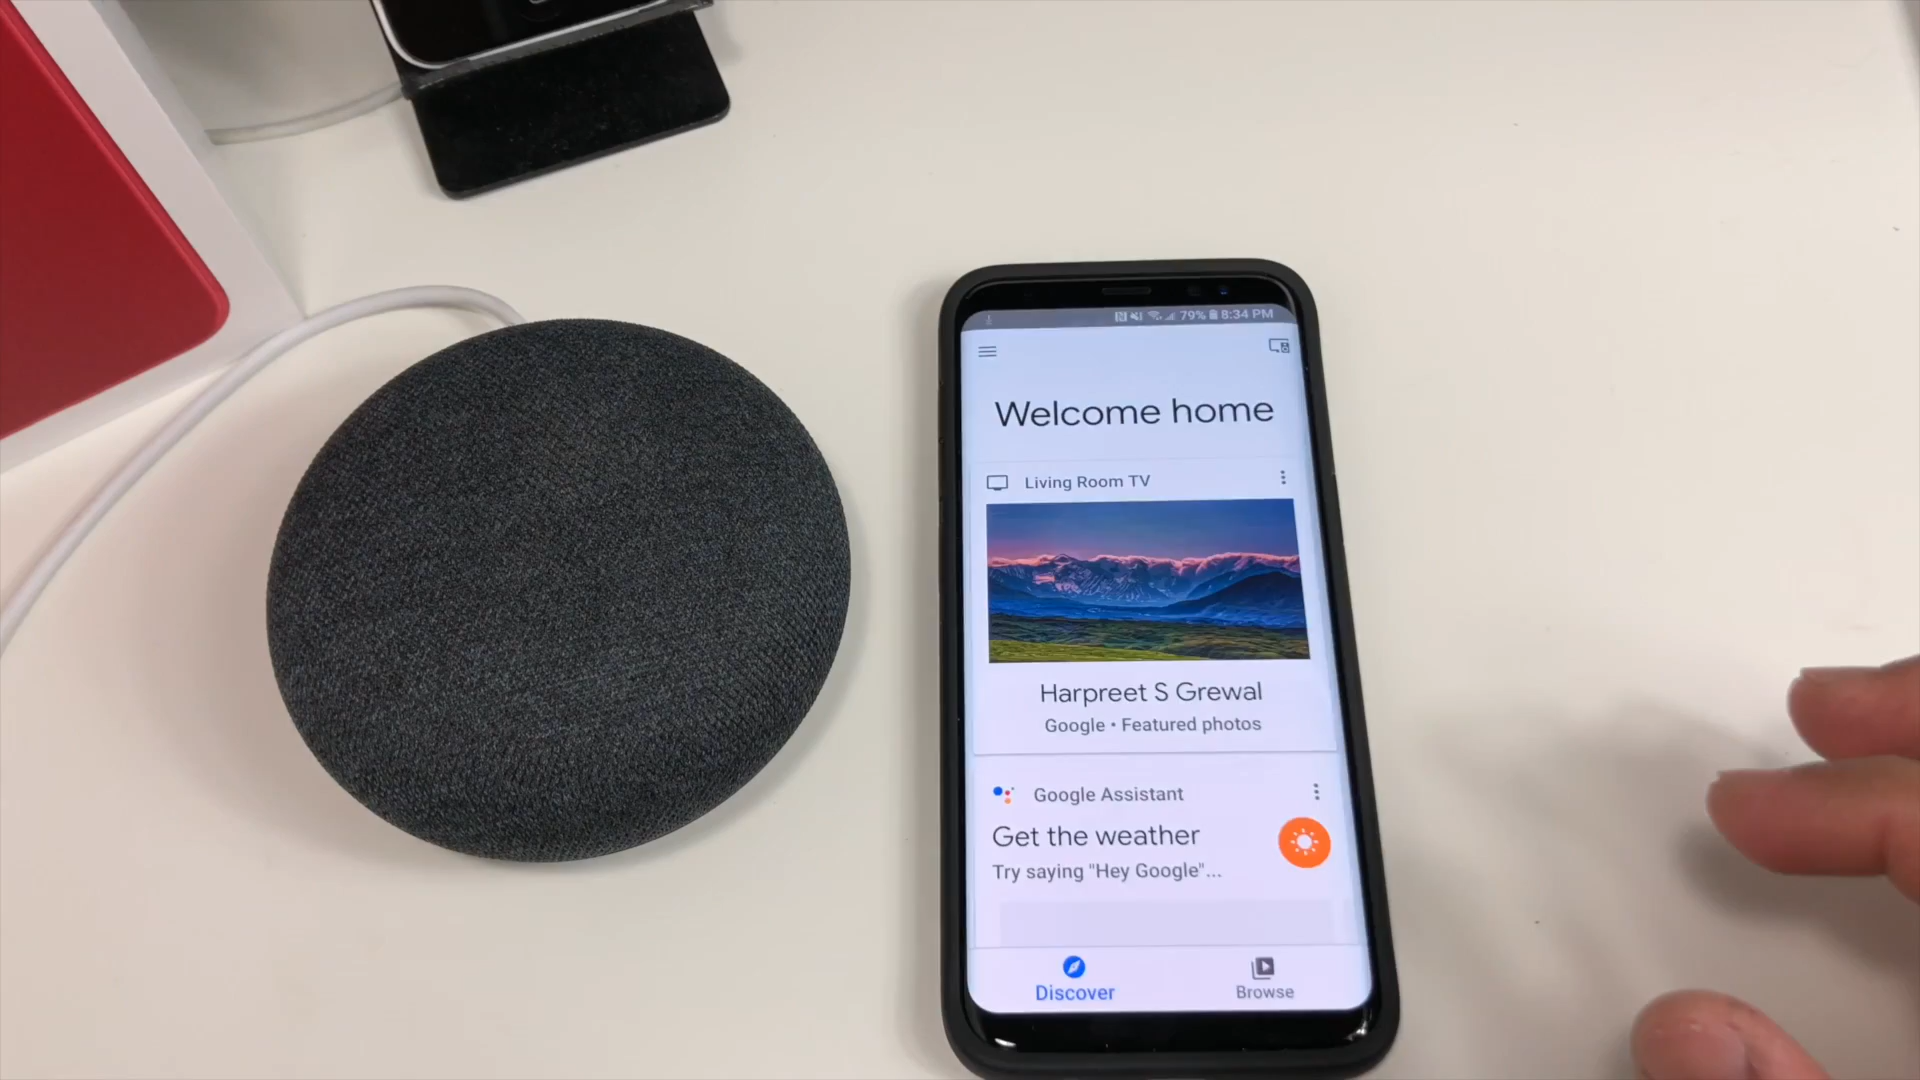 79% 8:34 PM
Welcome home
Living Room TV
Harpreet S Grewal
Google • Featured photos
Google Assistant
Get the weather
Try saying "Hey Google"...
Discover
Browse